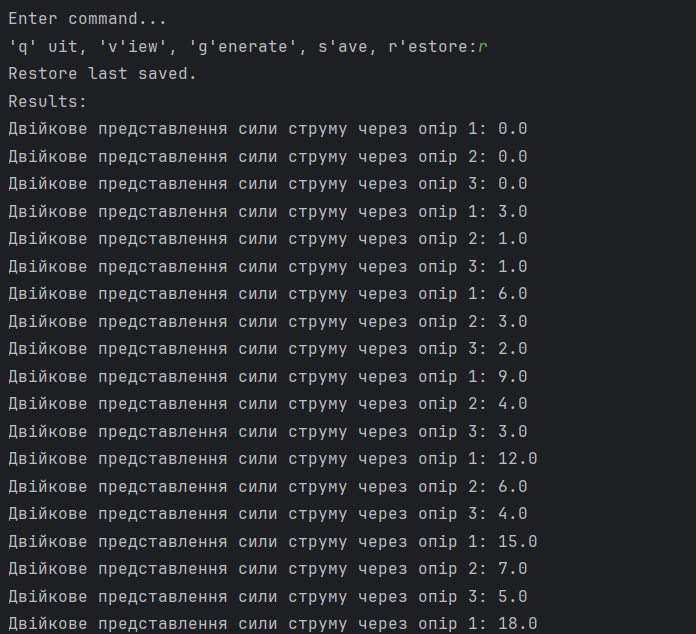 Enter command...
'q' uit, 'v'iew', 'g'enerate', s'ave, r'estore:r
Restore last saved.
Results:
Двійкове представлення сили струму через опір 1: 0.0
Двійкове представлення сили струму через опір 2: 0.0
Двійкове представлення сили струму через опір 3: 0.0
Двійкове представлення сили струму через опір 1: 3.0
Двійкове представлення сили струму через опір 2: 1.0
Двійкове представлення сили струму через опір 3: 1.0
Двійкове представлення сили струму через опір 1: 6.0
Двійкове представлення сили струму через опір 2: 3.0
Двійкове представлення сили струму через опір 3: 2.0
Двійкове представлення сили струму через опір 1: 9.0
Двійкове представлення сили струму через опір 2: 4.0
Двійкове представлення сили струму через опір 3: 3.0
Двійкове представлення сили струму через опір 1: 12.0
Двійкове представлення сили струму через опір 2: 6.0
Двійкове представлення сили струму через опір 3: 4.0
Двійкове представлення сили струму через опір 1: 15.0
Двійкове представлення сили струму через опір 2: 7.0
Двійкове представлення сили струму через опір 3: 5.0
Двійкове представлення сили струму через опір 1: 18.0